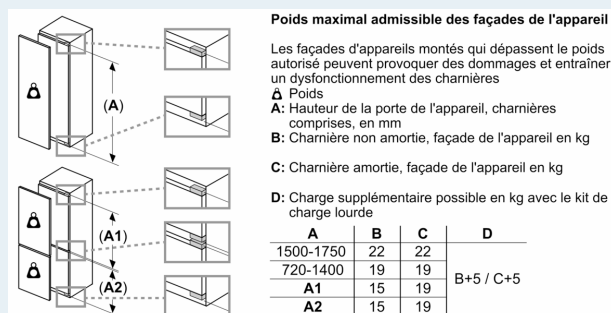 Poids maximal admissible des façades de l'appareil
Les façades d'appareils montés qui dépassent le poids
autorisé peuvent provoquer des dommages et entraîner
un dysfonctionnement des charnières
Poids
A: Hauteur de la porte de l'appareil, charnières
comprises, en mm
B: Charnière non amortie, façade de l'appareil en kg
C: Charnière amortie, façade de l'appareil en kg
D: Charge supplémentaire possible en kg avec le kit de
charge lourde
A B C D
1500-1750 22 22
720-1400 19 19
B+5 / C+5
A1 15 19
A2 15 19
(A)
(A1)
(A2)